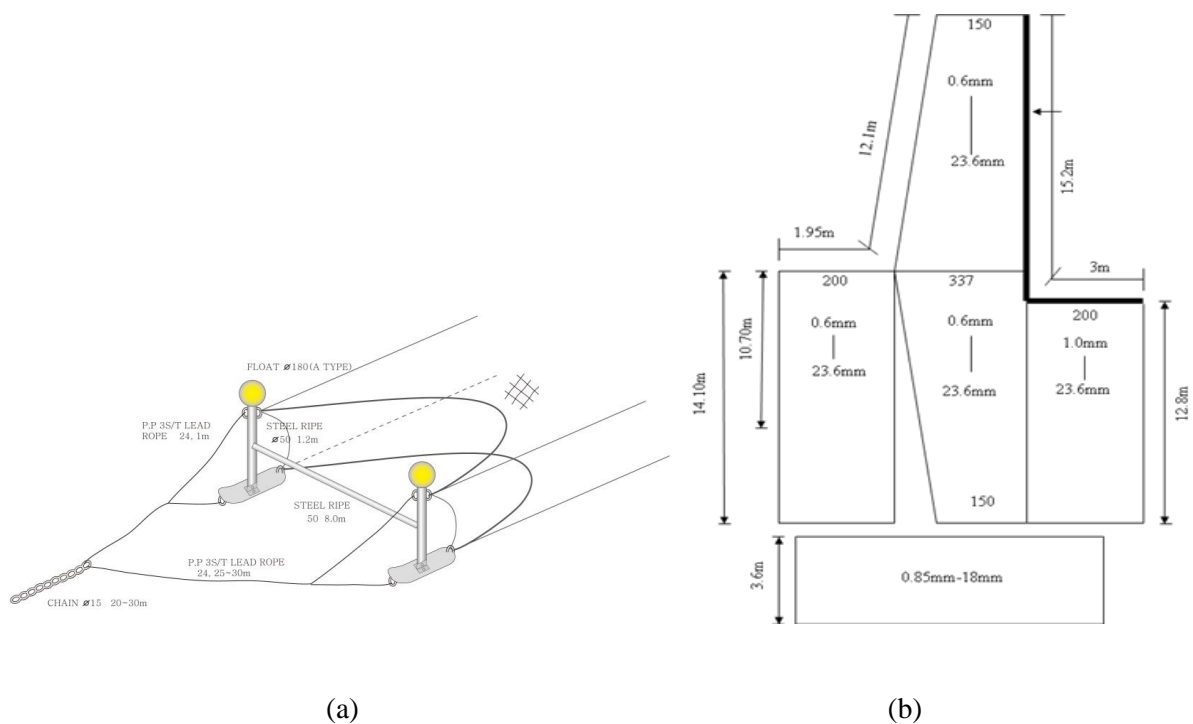 FLOAT ø180(A TYPE)
P.P 3S/T LEAD
ROPE 24, 1m
STEEL RIPE
ø50 1.2m
STEEL RIPE
50 8.0m
P.P 3S/T LEAD ROPE
24, 25~30m
CHAIN ø15 20~30m
(a)
150
0.6mm
23.6mm
12.1m
15.2m
1.95m
3m
200
0.6mm
23.6mm
337
0.6mm
23.6mm
150
200
1.0mm
23.6mm
14.10m
10.70m
12.8m
3.6m
0.85mm-18mm
(b)